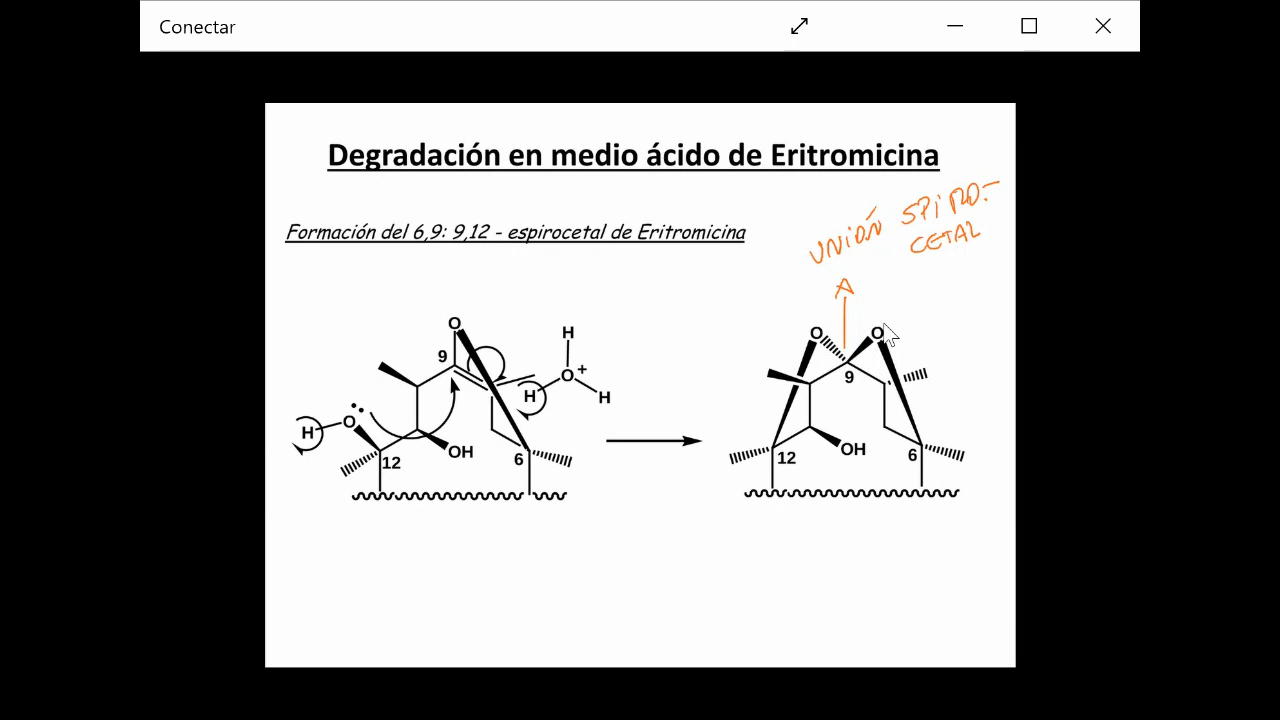 Conectar
Degradación en medio ácido de Eritromicina
Formación del 6,9: 9,12 - espirocetal de Eritromicina
UNIÓN SPIRO-
CETAL
O
H
9
O
+
H
H
H
O
OH
12
6
O
O
9
OH
12
6